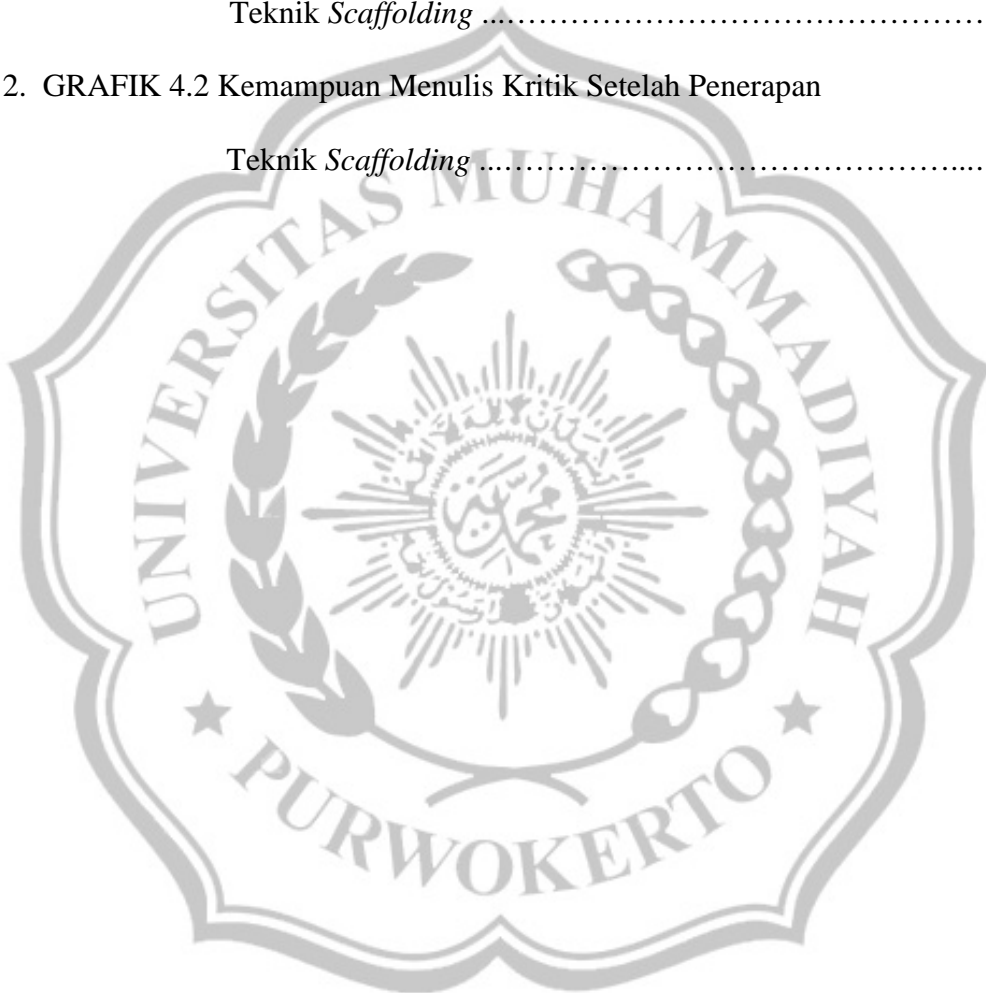 Teknik Scaffolding ...…………………………………………
2. GRAFIK 4.2 Kemampuan Menulis Kritik Setelah Penerapan
Teknik Scaffolding ...………………………………………...…
UNIVERSITAS MUHAMMADIYAH
★ PURWOKERTO ★